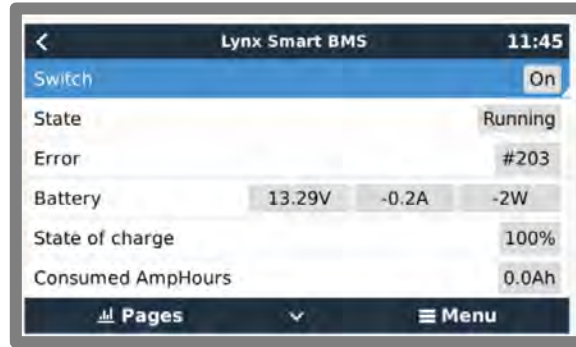 Lynx Smart BMS 11:45
Switch On
State Running
Error #203
Battery 13.29V -0.2A -2W
State of charge 100%
Consumed AmpHours 0.0Ah
Pages Menu